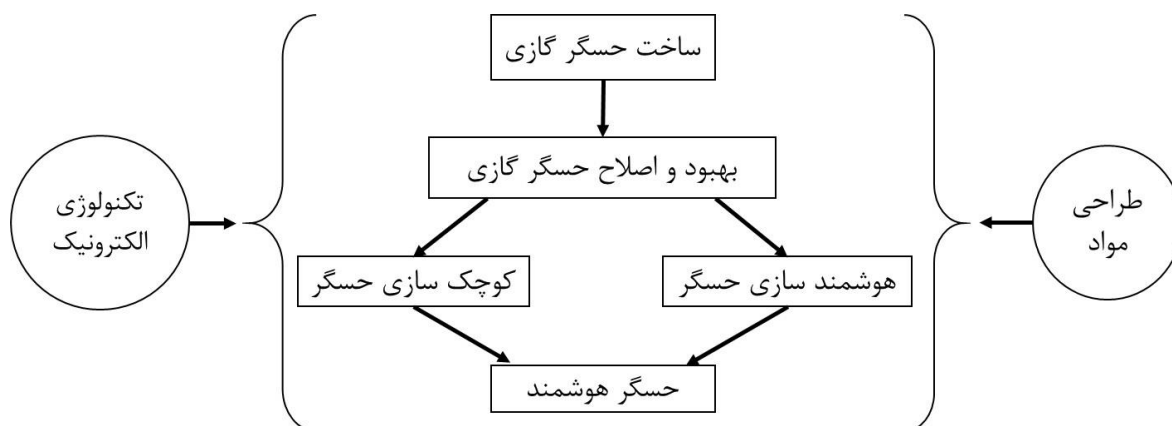 ساخت حسگر گازی
بهبود و اصلاح حسگر گازی
طراحی
مواد
تکنولوژی
الکترونیک
هوشمند سازی حسگر
کوچک سازی حسگر
حسگر هوشمند